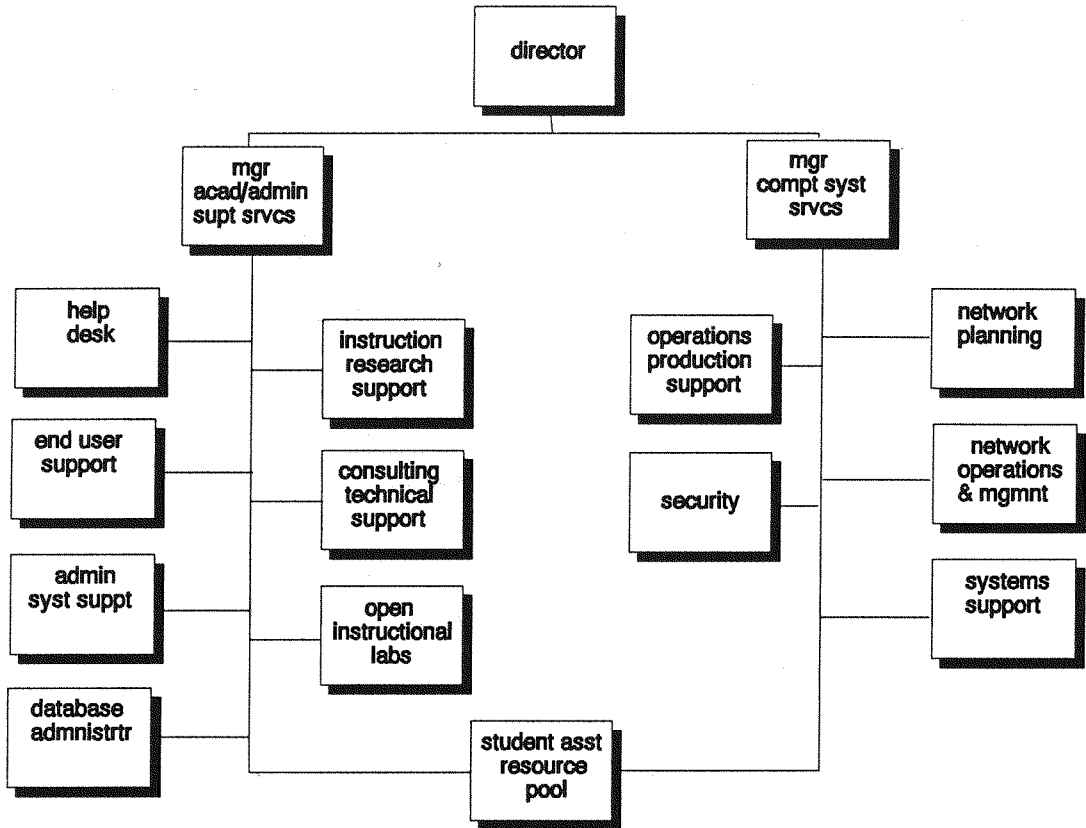 director
mgr
acad/admin
supt srvcs
mgr
compt syst
srvcs
help
desk
instruction
research
support
operations
production
support
network
planning
end user
support
consulting
technical
support
security
network
operations
& mgmnt
admin
syst suppt
open
instructional
labs
systems
support
database
admnistrtr
student asst
resource
pool